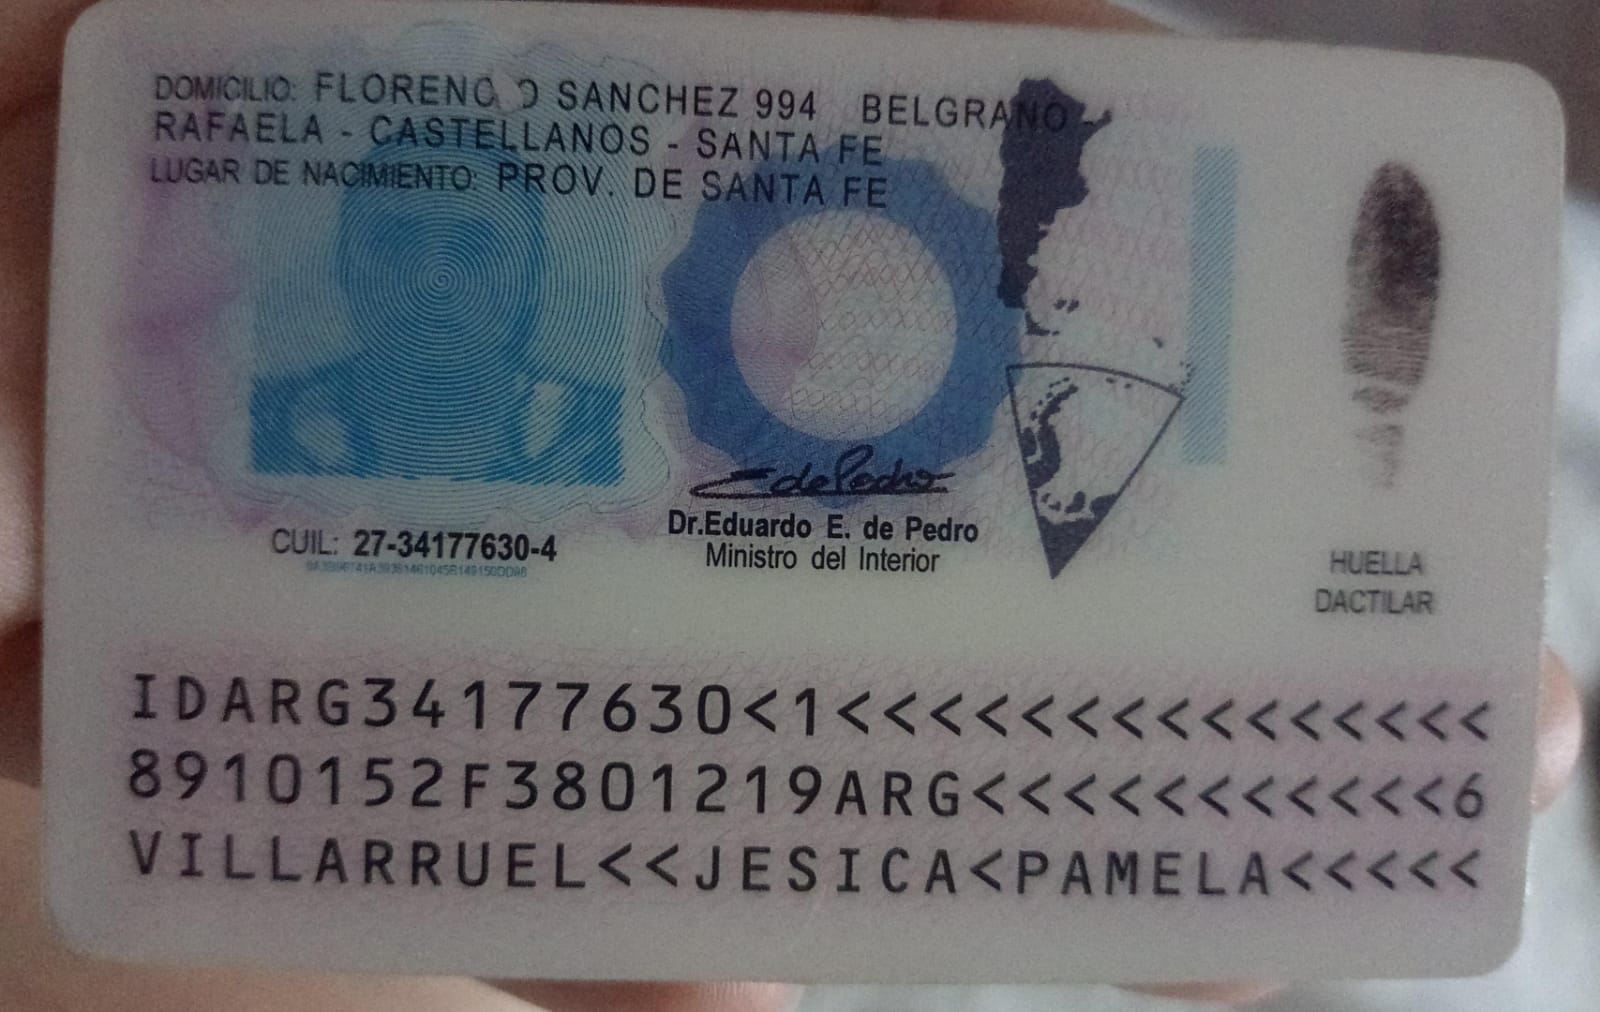 DOMICILIO: FLORENC O SANCHEZ 994 BELGRANO -
RAFAELA - CASTELLANOS - SANTA FE
LUGAR DE NACIMIENTO: PROV. DE SANTA FE
EdePedro
Dr.Eduardo E. de Pedro
Ministro del Interior
CUIL: 27-34177630-4
HUELLA
DACTILAR
IDARG34177630<1<<<<<<<<<<<<<<<
8910152F3801219ARG<<<<<<<<<<<6
VILLARRUEL<<JESICA<PAMELA<<<<<